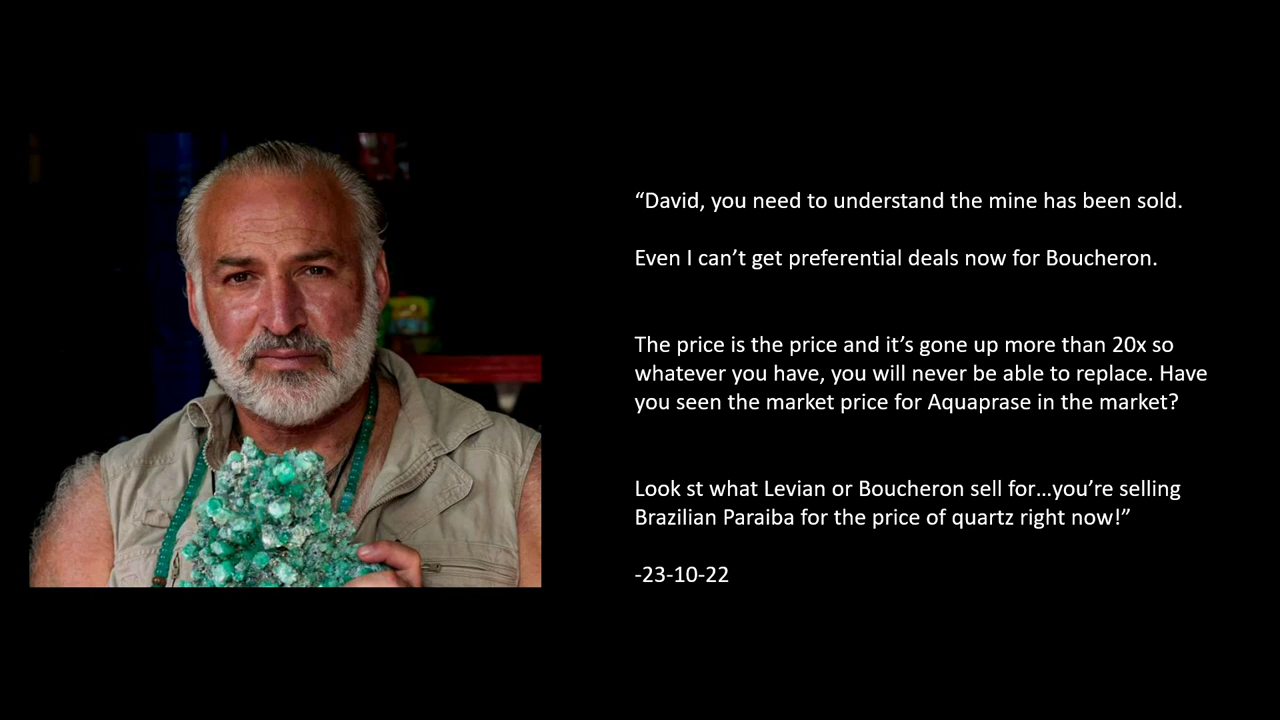 “David, you need to understand the mine has been sold.
Even I can’t get preferential deals now for Boucheron.
The price is the price and it’s gone up more than 20x so
whatever you have, you will never be able to replace. Have
you seen the market price for Aquaprase in the market?
Look st what Levian or Boucheron sell for…you’re selling
Brazilian Paraiba for the price of quartz right now!”
-23-10-22